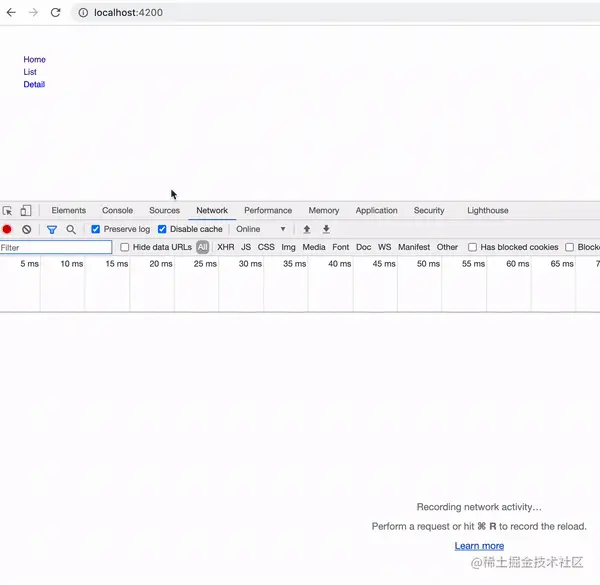 localhost:4200
Home
List
Detail
Elements Console Sources Network Performance Memory Application Security Lighthouse
Preserve log Disable cache Online
Filter Hide data URLs All XHR JS CSS Img Media Font Doc WS Manifest Other Has blocked cookies Blocke
5 ms 10 ms 15 ms 20 ms 25 ms 30 ms 35 ms 40 ms 45 ms 50 ms 55 ms 60 ms 65 ms 7
Recording network activity…
Perform a request or hit ⌘ R to record the reload.
Learn more
@稀土掘金技术社区